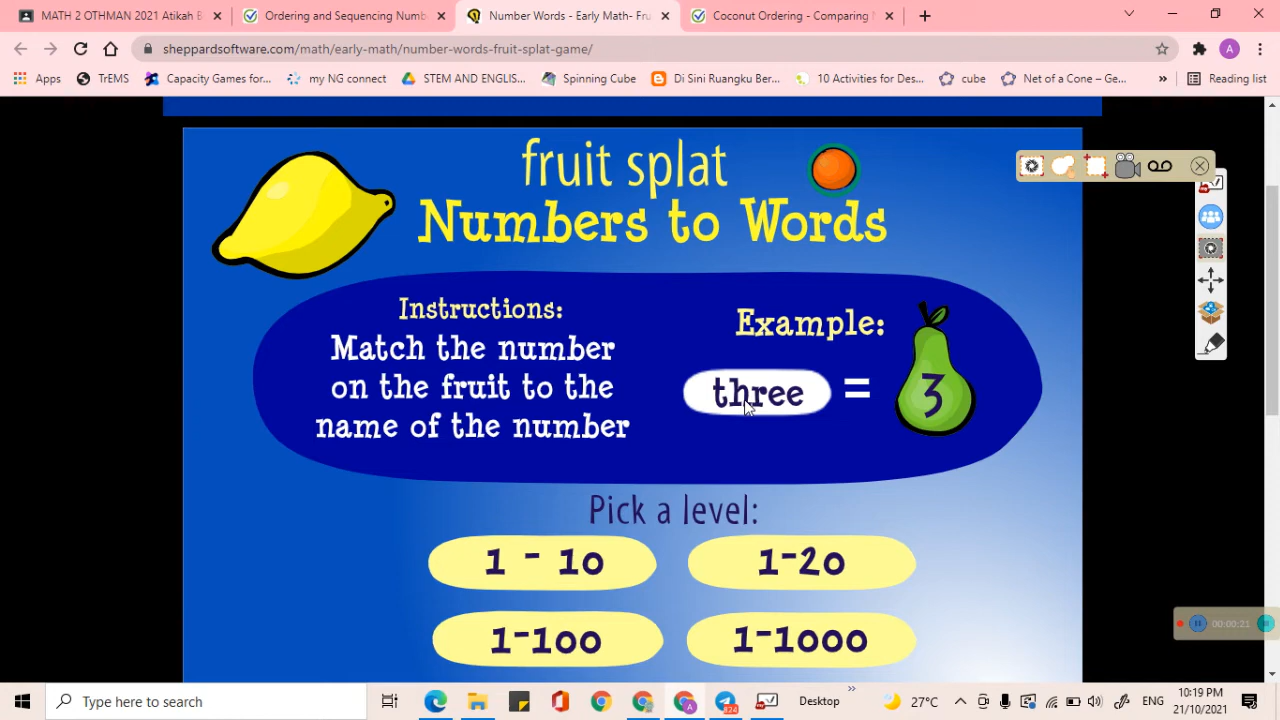 MATH 2 OTHMAN 2021 Atikah B
Ordering and Sequencing Numb
Number Words - Early Math- Fru
Coconut Ordering - Comparing N
sheppardsoftware.com/math/early-math/number-words-fruit-splat-game/
A
Apps
TrEMS
Capacity Games for...
my NG connect
STEM AND ENGLIS...
Spinning Cube
Di Sini Ruangku Ber...
10 Activities for Des...
cube
Net of a Cone – Ge...
»
Reading list
fruit splat
Numbers to Words
Instructions:
Match the number
on the fruit to the
name of the number
Example:
three = 3
Pick a level:
1 - 10
1-20
1-100
1-1000
00:00:21
Type here to search
A
824
Desktop
»
27°C
ENG
10:19 PM
21/10/2021